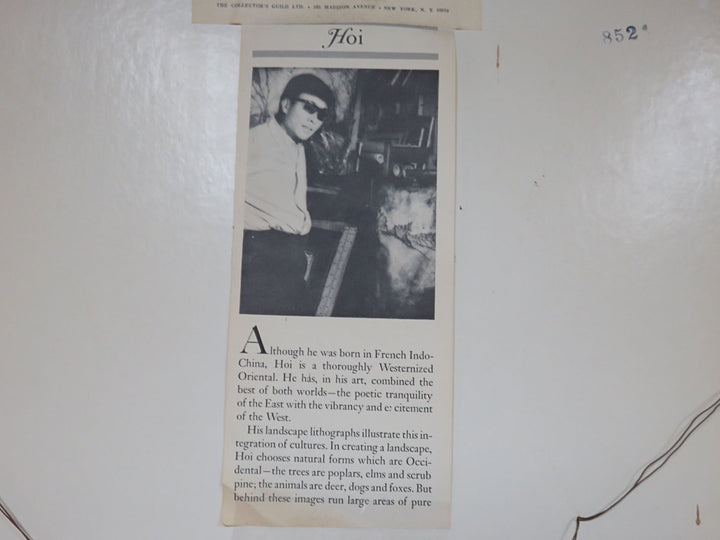 THE COLLECTOR'S GUILD LTD. • 185 MADISON AVENUE • NEW YORK, N. Y. 10016
Hoi
852
Although he was born in French Indo-
China, Hoi is a thoroughly Westernized
Oriental. He has, in his art, combined the
best of both worlds—the poetic tranquility
of the East with the vibrancy and e: citement
of the West.
His landscape lithographs illustrate this in-
tegration of cultures. In creating a landscape,
Hoi chooses natural forms which are Occi-
dental—the trees are poplars, elms and scrub
pine; the animals are deer, dogs and foxes. But
behind these images run large areas of pure